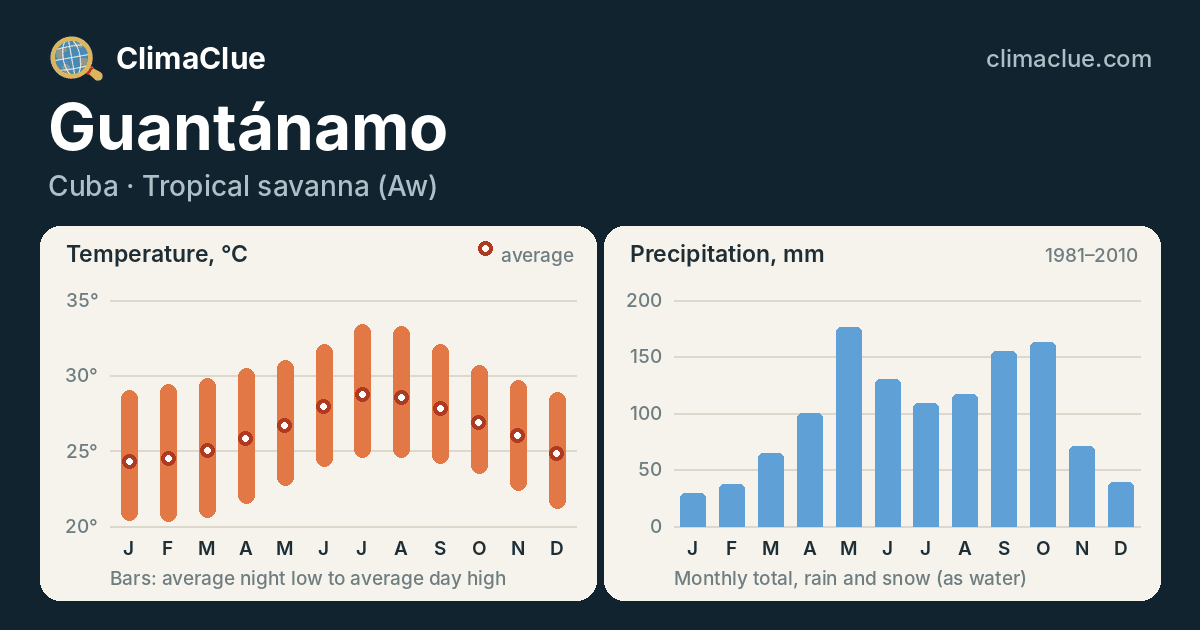 ClimaClue
climaclue.com
Guantánamo
Cuba · Tropical savanna (Aw)
Temperature, °C
average
35°
30°
25°
20°
J F M A M J J A S O N D
Bars: average night low to average day high
Precipitation, mm
1981–2010
200
150
100
50
0
J F M A M J J A S O N D
Monthly total, rain and snow (as water)